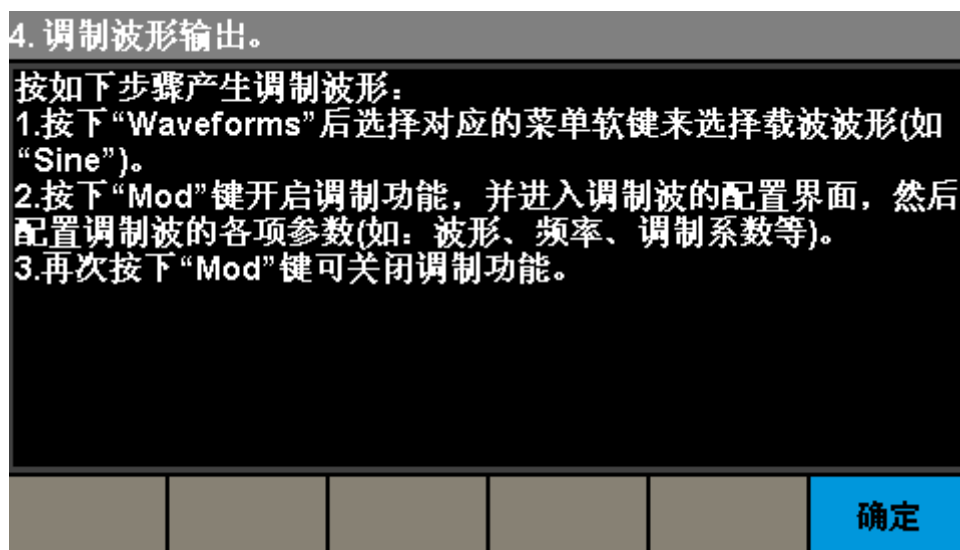 4. 调制波形输出。
按如下步骤产生调制波形：
1.按下“Waveforms”后选择对应的菜单软键来选择载波波形(如
“Sine”)。
2.按下“Mod”键开启调制功能，并进入调制波的配置界面，然后
配置调制波的各项参数(如：波形、频率、调制系数等)。
3.再次按下“Mod”键可关闭调制功能。
确定